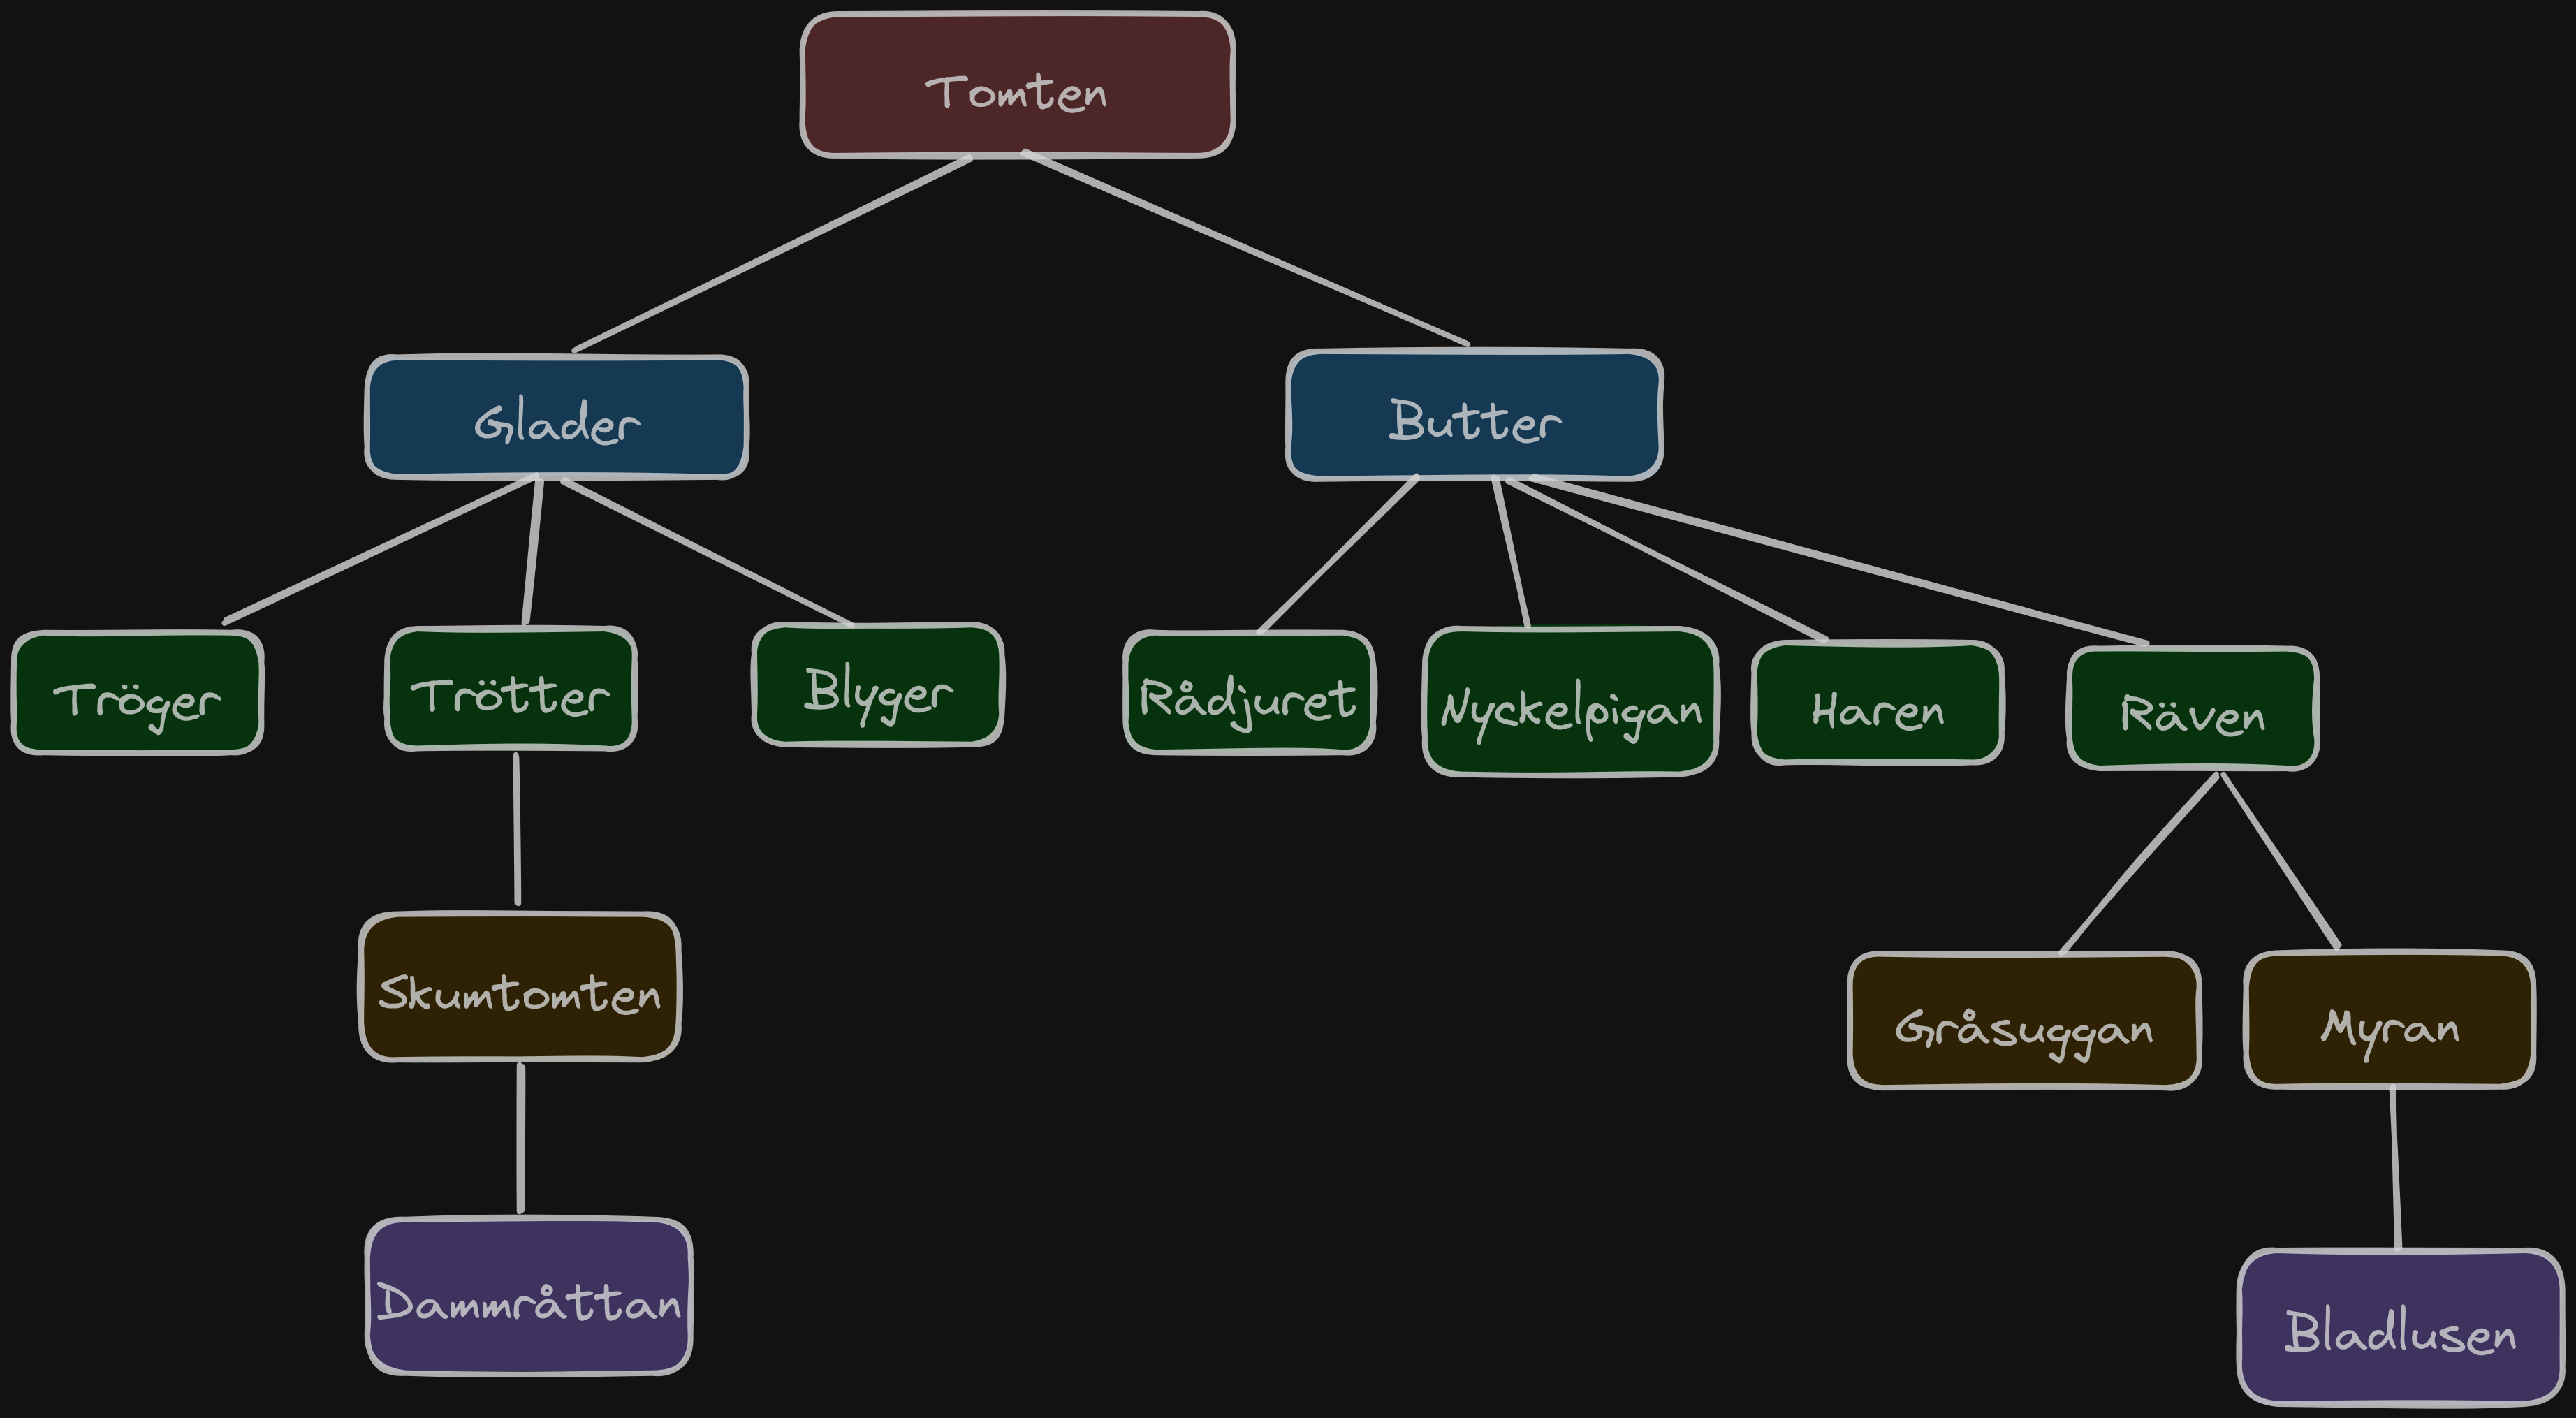 Tomten
Glader
Butter
Tröger
Trötter
Blyger
Rådjuret
Nyckelpigan
Haren
Räven
Skumtomten
Gråsuggan
Myran
Dammråttan
Bladlusen